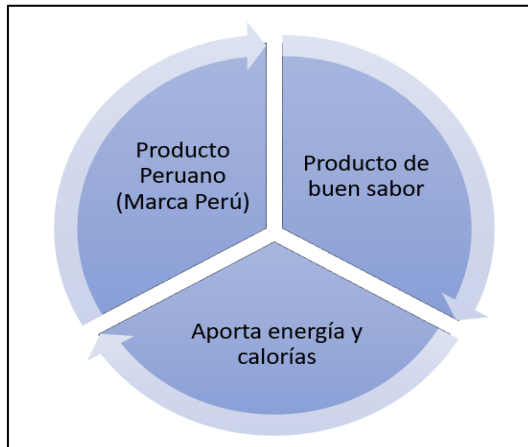 Producto
Peruano
(Marca Perú)
Producto de
buen sabor
Aporta energía y
calorías